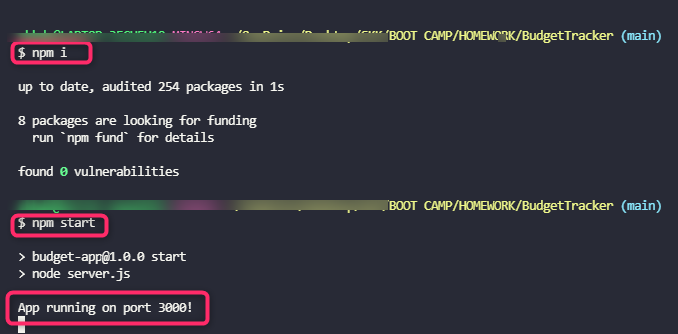 /BOOT CAMP/HOMEWORK/BudgetTracker (main)
$ npm i
up to date, audited 254 packages in 1s
8 packages are looking for funding
run `npm fund` for details
found 0 vulnerabilities
/BOOT CAMP/HOMEWORK/BudgetTracker (main)
$ npm start
> budget-app@1.0.0 start
> node server.js
App running on port 3000!